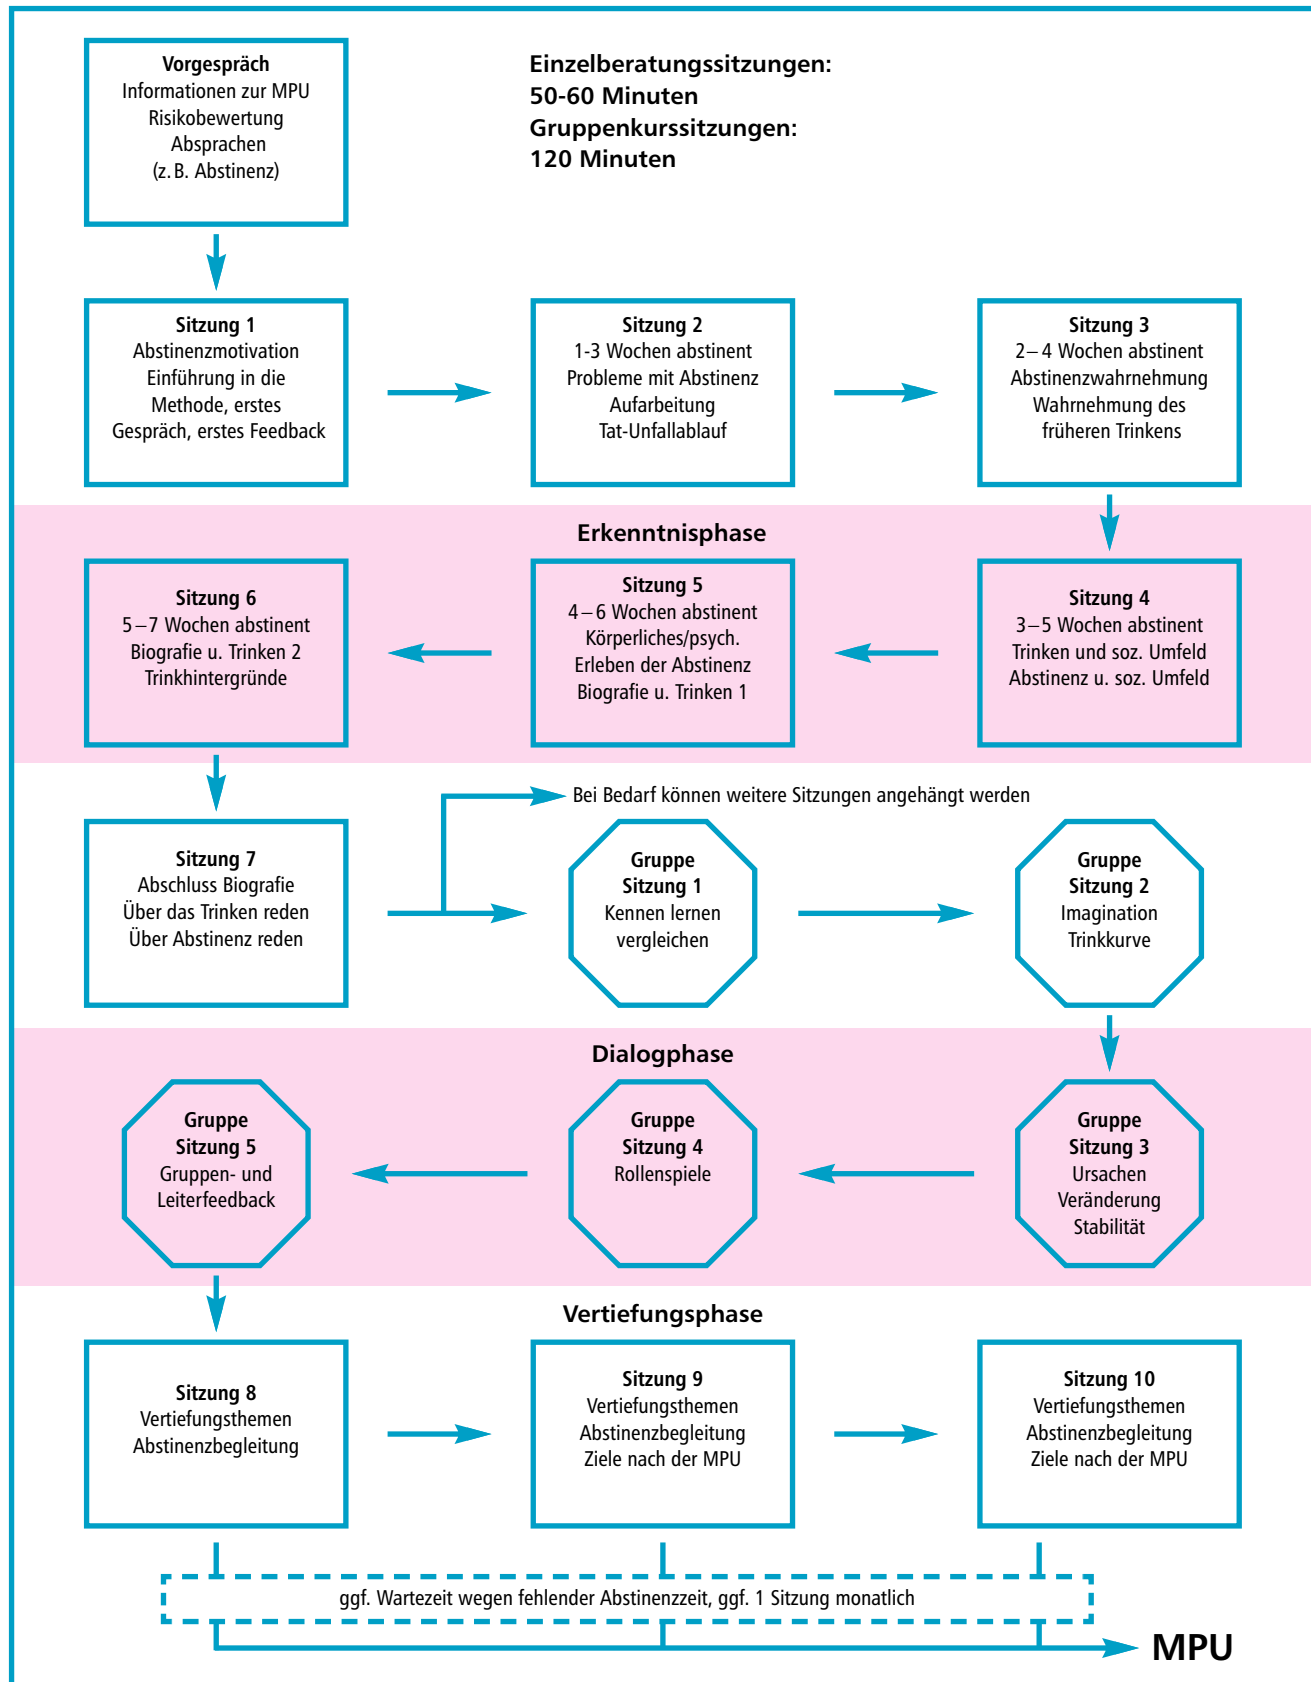 Vorgespräch
Informationen zur MPU
Risikobewertung
Absprachen
(z. B. Abstinenz)
Einzelberatungssitzungen:
50-60 Minuten
Gruppenkurssitzungen:
120 Minuten
Sitzung 1
Abstinenzmotivation
Einführung in die
Methode, erstes
Gespräch, erstes Feedback
Sitzung 2
1-3 Wochen abstinent
Probleme mit Abstinenz
Aufarbeitung
Tat-Unfallablauf
Sitzung 3
2–4 Wochen abstinent
Abstinenzwahrnehmung
Wahrnehmung des
früheren Trinkens
Erkenntnisphase
Sitzung 6
5–7 Wochen abstinent
Biografie u. Trinken 2
Trinkhintergründe
Sitzung 5
4–6 Wochen abstinent
Körperliches/psych.
Erleben der Abstinenz
Biografie u. Trinken 1
Sitzung 4
3–5 Wochen abstinent
Trinken und soz. Umfeld
Abstinenz u. soz. Umfeld
Bei Bedarf können weitere Sitzungen angehängt werden
Sitzung 7
Abschluss Biografie
Über das Trinken reden
Über Abstinenz reden
Gruppe
Sitzung 1
Kennen lernen
vergleichen
Gruppe
Sitzung 2
Imagination
Trinkkurve
Dialogphase
Gruppe
Sitzung 5
Gruppen- und
Leiterfeedback
Gruppe
Sitzung 4
Rollenspiele
Gruppe
Sitzung 3
Ursachen
Veränderung
Stabilität
Vertiefungsphase
Sitzung 8
Vertiefungsthemen
Abstinenzbegleitung
Sitzung 9
Vertiefungsthemen
Abstinenzbegleitung
Ziele nach der MPU
Sitzung 10
Vertiefungsthemen
Abstinenzbegleitung
Ziele nach der MPU
ggf. Wartezeit wegen fehlender Abstinenzzeit, ggf. 1 Sitzung monatlich
MPU